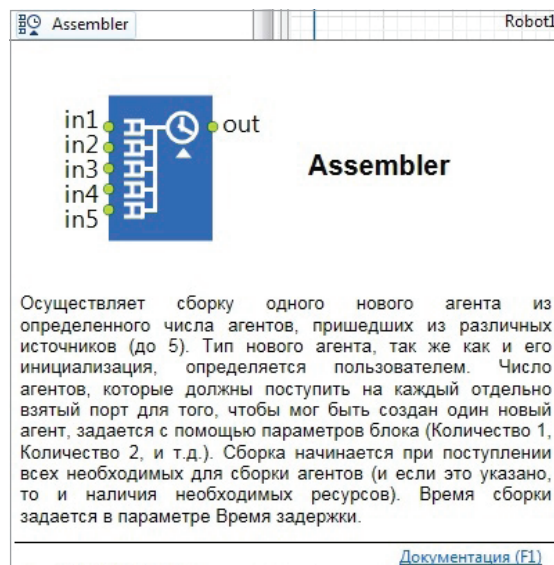 Assembler
Robot1
in1
in2
in3
in4
in5
out
Assembler
Осуществляет сборку одного нового агента из
определенного числа агентов, пришедших из различных
источников (до 5). Тип нового агента, так же как и его
инициализация, определяется пользователем. Число
агентов, которые должны поступить на каждый отдельно
взятый порт для того, чтобы мог быть создан один новый
агент, задается с помощью параметров блока (Количество 1,
Количество 2, и т.д.). Сборка начинается при поступлении
всех необходимых для сборки агентов (и если это указано,
то и наличия необходимых ресурсов). Время сборки
задается в параметре Время задержки.
Документация (F1)